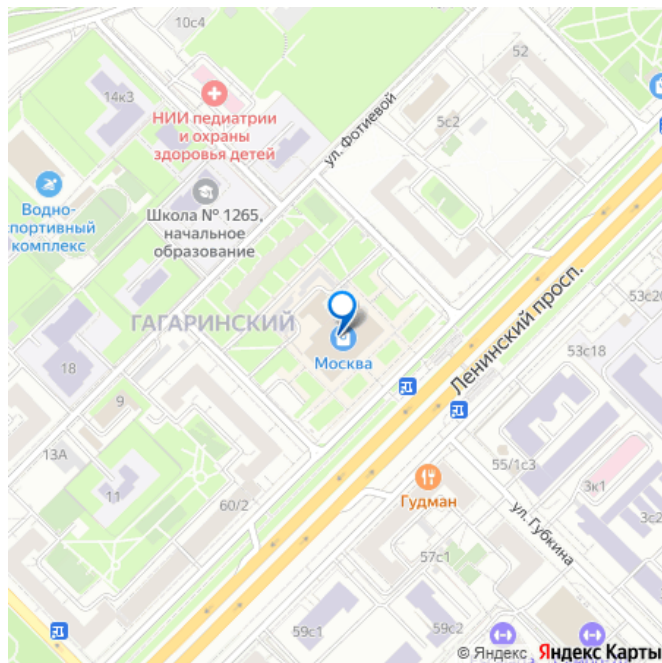 10с4
52
14к3
НИИ педиатрии
и охраны
здоровья детей
ул. Фотиевой
5с2
Водно-
спортивный
комплекс
Школа № 1265,
начальное
образование
ГАГАРИНСКИЙ
Москва
Ленинский просп.
53с20
53с18
18
9
13А
11
60/2
Гудман
55/1с3
3к1
3с2
ул. Губкина
57с1
59с1
59с2
© Яндекс Яндекс Карты